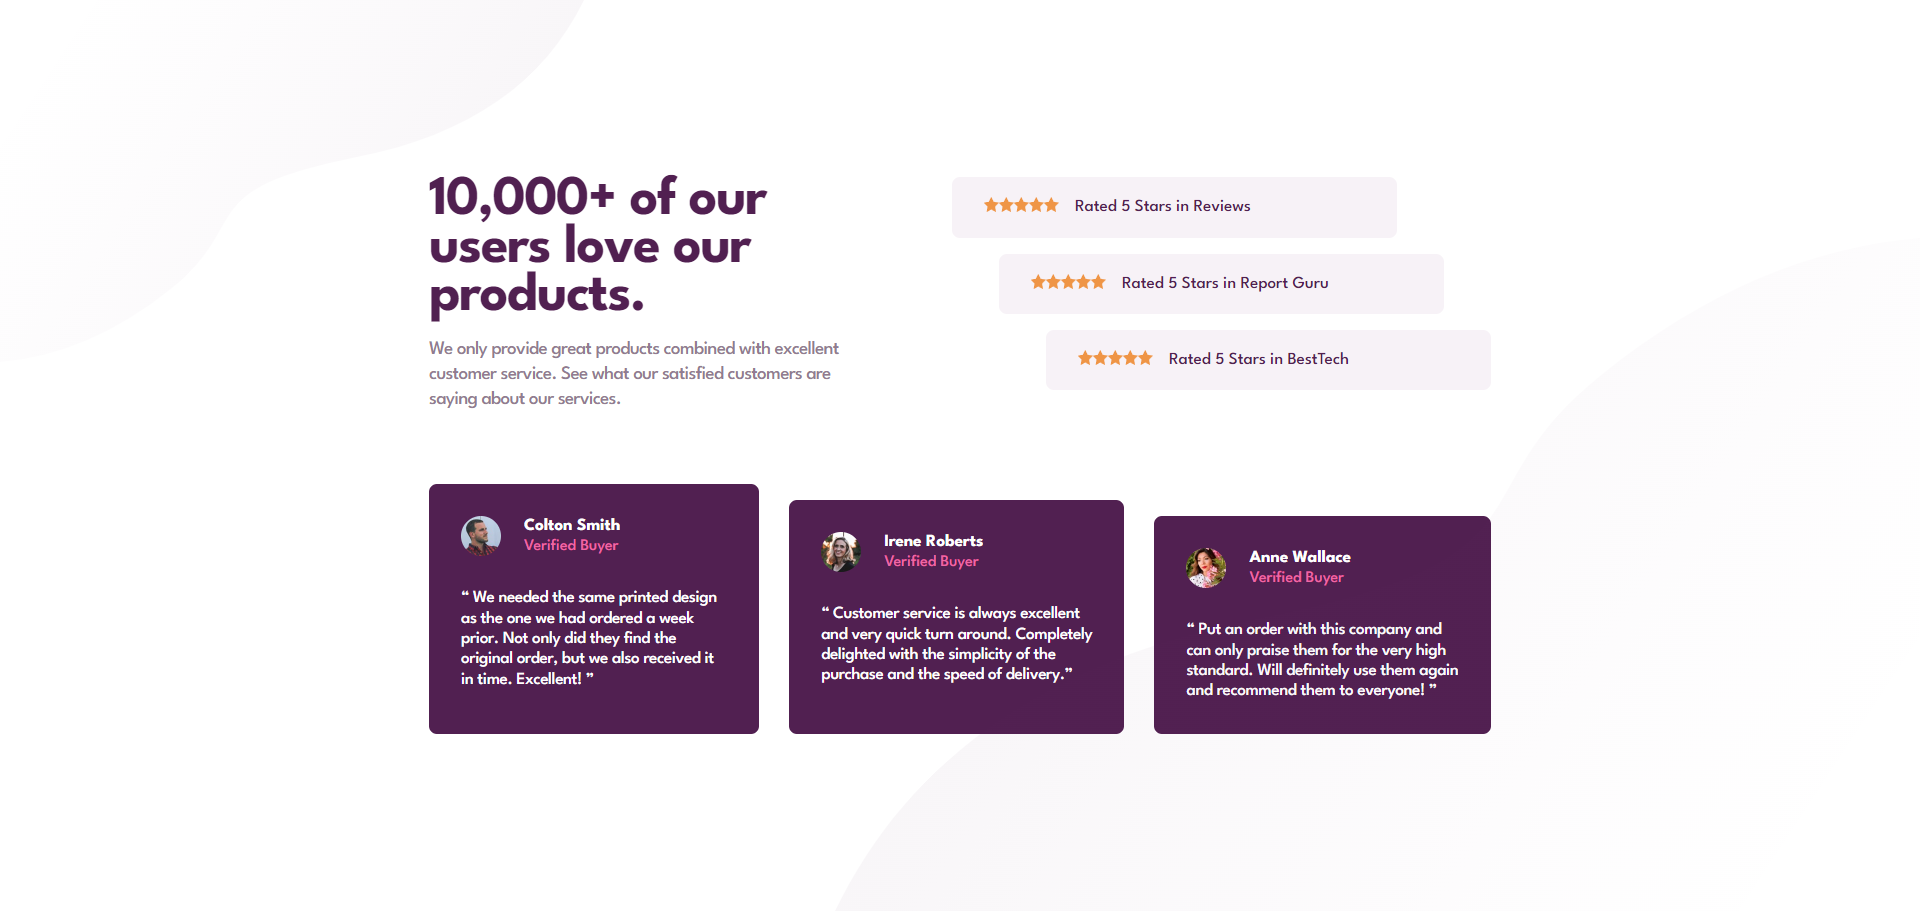 10,000+ of our
users love our
products.
We only provide great products combined with excellent
customer service. See what our satisfied customers are
saying about our services.
Rated 5 Stars in Reviews
Rated 5 Stars in Report Guru
Rated 5 Stars in BestTech
Colton Smith
Verified Buyer
“ We needed the same printed design
as the one we had ordered a week
prior. Not only did they find the
original order, but we also received it
in time. Excellent! ”
Irene Roberts
Verified Buyer
“ Customer service is always excellent
and very quick turn around. Completely
delighted with the simplicity of the
purchase and the speed of delivery.”
Anne Wallace
Verified Buyer
“ Put an order with this company and
can only praise them for the very high
standard. Will definitely use them again
and recommend them to everyone! ”